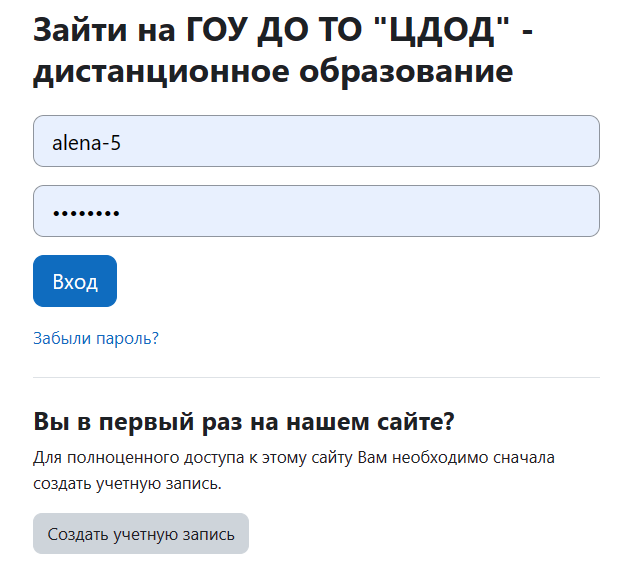 Зайти на ГОУ ДО ТО "ЦДОД" -
дистанционное образование
alena-5
••••••••
Вход
Забыли пароль?
Вы в первый раз на нашем сайте?
Для полноценного доступа к этому сайту Вам необходимо сначала
создать учетную запись.
Создать учетную запись